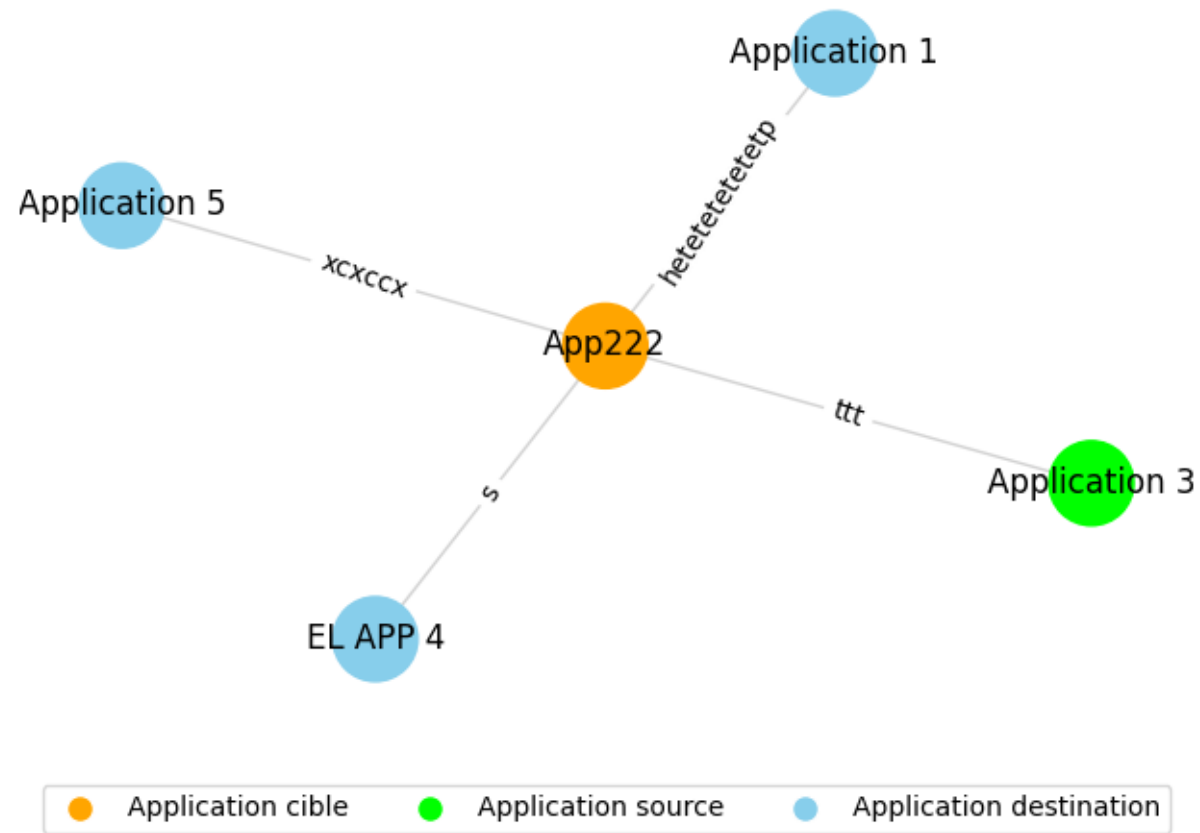 Application 1
hetetetetetetp
Application 5
xcxccx
App222
ttt
Application 3
s
EL APP 4
Application cible
Application source
Application destination